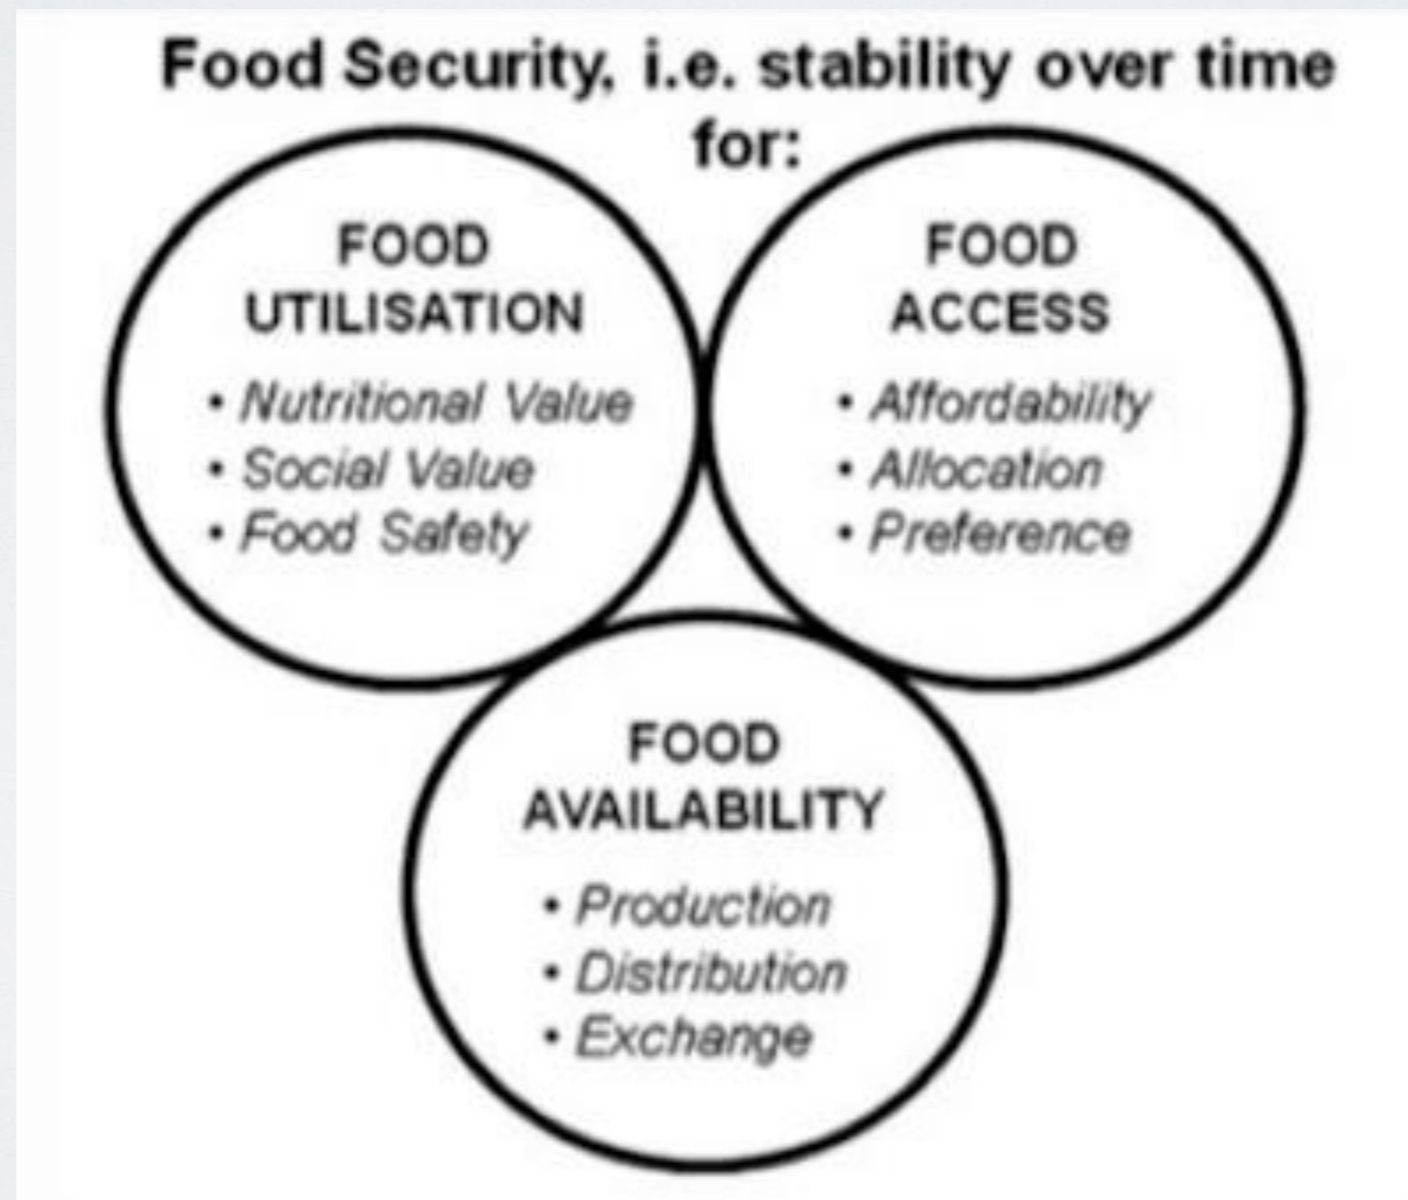 Food Security, i.e. stability over time
for:
FOOD
UTILISATION
• Nutritional Value
• Social Value
• Food Safety
FOOD
ACCESS
• Affordability
• Allocation
• Preference
FOOD
AVAILABILITY
• Production
• Distribution
• Exchange